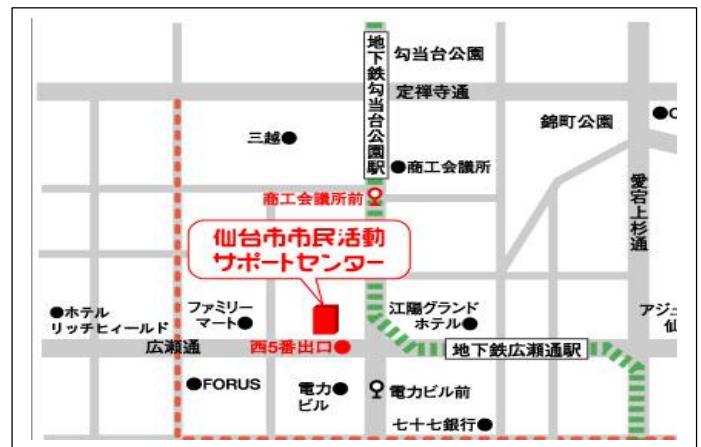 勾当台公園
地下鉄勾当台公園駅
定禅寺通
錦町公園
三越
商工会議所
商工会議所前
愛宕上杉通
仙台市市民活動
サポートセンター
ホテル
リッチヒィールド
ファミリー
マート
江陽グランド
ホテル
アジュ
仙
広瀬通
西5番出口
地下鉄広瀬通駅
FORUS
電力
ビル
電力ビル前
七十七銀行